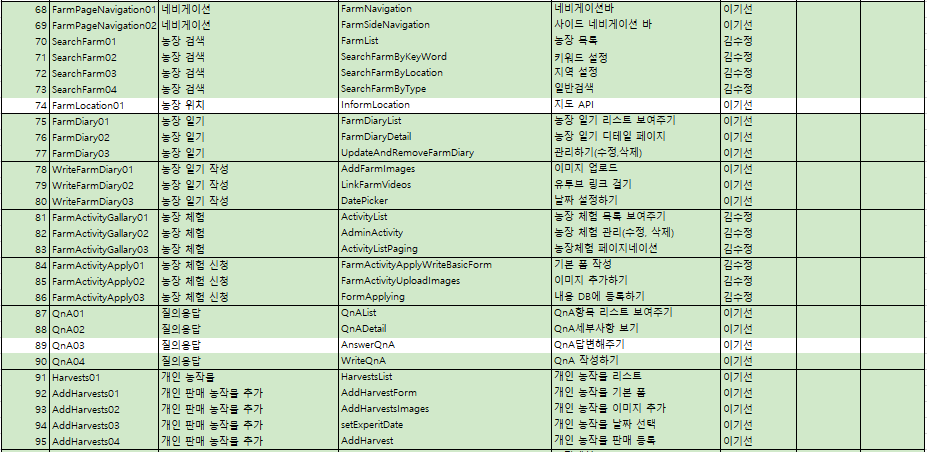 68 FarmPageNavigation01 네비게이션 FarmNavigation 네비게이션바 이기선
69 FarmPageNavigation02 네비게이션 FarmSideNavigation 사이드 네비게이션 바 이기선
70 SearchFarm01 농장 검색 FarmList 농장 목록 김수정
71 SearchFarm02 농장 검색 SearchFarmByKeyWord 키워드 설정 김수정
72 SearchFarm03 농장 검색 SearchFarmByLocation 지역 설정 김수정
73 SearchFarm04 농장 검색 SearchFarmByType 일반검색 김수정
74 FarmLocation01 농장 위치 InformLocation 지도 API 이기선
75 FarmDiary01 농장 일기 FarmDiaryList 농장 일기 리스트 보여주기 이기선
76 FarmDiary02 농장 일기 FarmDiaryDetail 농장 일기 디테일 페이지 이기선
77 FarmDiary03 농장 일기 UpdateAndRemoveFarmDiary 관리하기(수정,삭제) 이기선
78 WriteFarmDiary01 농장 일기 작성 AddFarmImages 이미지 업로드 이기선
79 WriteFarmDiary02 농장 일기 작성 LinkFarmVideos 유투브 링크 걸기 이기선
80 WriteFarmDiary03 농장 일기 작성 DatePicker 날짜 설정하기 이기선
81 FarmActivityGallary01 농장 체험 ActivityList 농장 체험 목록 보여주기 김수정
82 FarmActivityGallary02 농장 체험 AdminActivity 농장 체험 관리(수정, 삭제) 김수정
83 FarmActivityGallary03 농장 체험 ActivityListPaging 농장체험 페이지네이션 김수정
84 FarmActivityApply01 농장 체험 신청 FarmActivityApplyWriteBasicForm 기본 폼 작성 김수정
85 FarmActivityApply02 농장 체험 신청 FarmActivityUploadImages 이미지 추가하기 김수정
86 FarmActivityApply03 농장 체험 신청 FormApplying 내용 DB에 등록하기 김수정
87 QnA01 질의응답 QnAList QnA항목 리스트 보여주기 이기선
88 QnA02 질의응답 QnADetail QnA세부사항 보기 이기선
89 QnA03 질의응답 AnswerQnA QnA답변해주기 이기선
90 QnA04 질의응답 WriteQnA QnA 작성하기 이기선
91 Harvests01 개인 농작물 HarvestsList 개인 농작물 리스트 이기선
92 AddHarvests01 개인 판매 농작물 추가 AddHarvestForm 개인 농작물 기본 폼 이기선
93 AddHarvests02 개인 판매 농작물 추가 AddHarvestsImages 개인 농작물 이미지 추가 이기선
94 AddHarvests03 개인 판매 농작물 추가 setExperitDate 개인 농작물 날짜 선택 이기선
95 AddHarvests04 개인 판매 농작물 추가 AddHarvest 개인 농작물 판매 등록 이기선